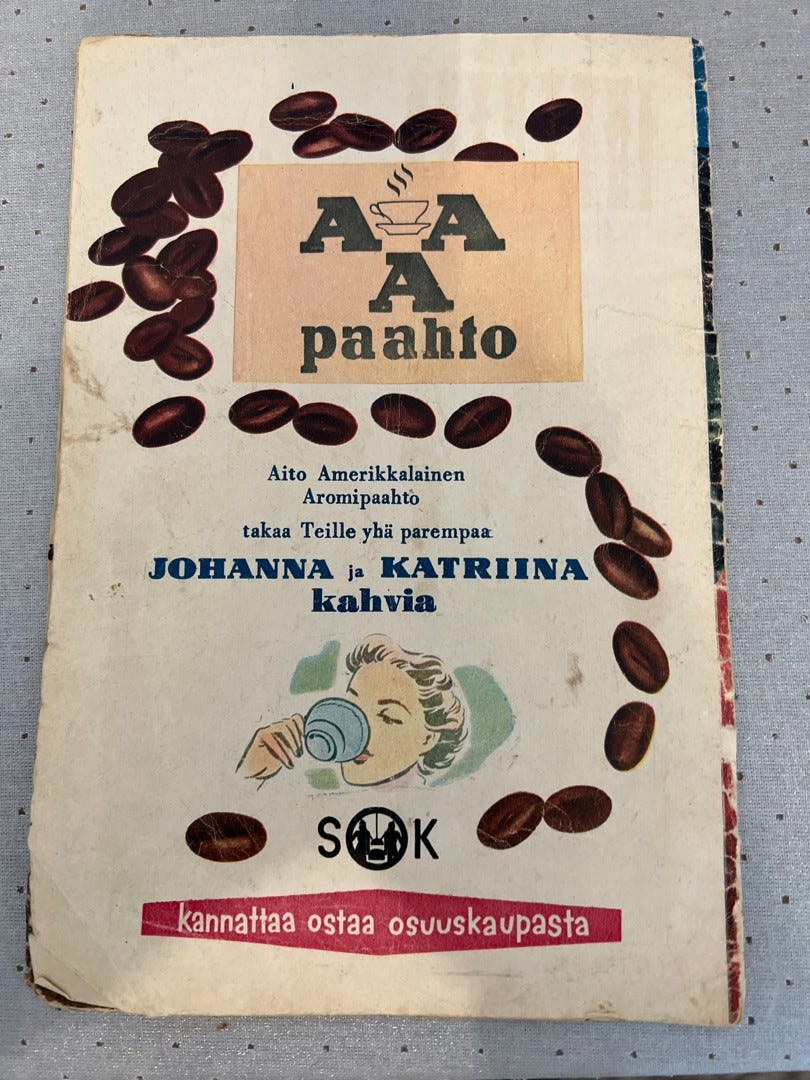 A A
A
paahto
Aito Amerikkalainen
Aromipaahto
takaa Teille yhä parempaa
JOHANNA ja KATRIINA
kahvia
SOK
kannattaa ostaa osuuskaupasta